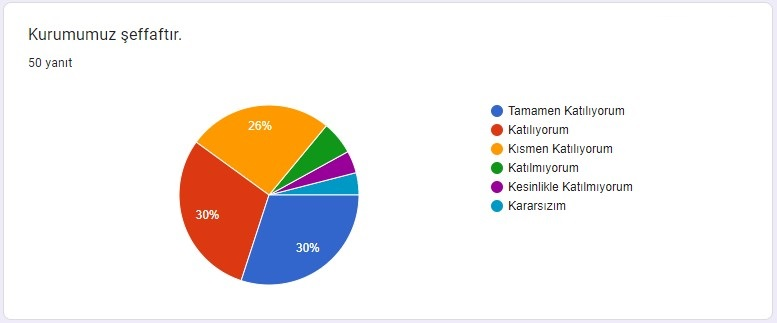 Kurumumuz şeffaftır.
50 yanıt
26%
30%
30%
Tamamen Katılıyorum
Katılıyorum
Kısmen Katılıyorum
Katılmıyorum
Kesinlikle Katılmıyorum
Kararsızım